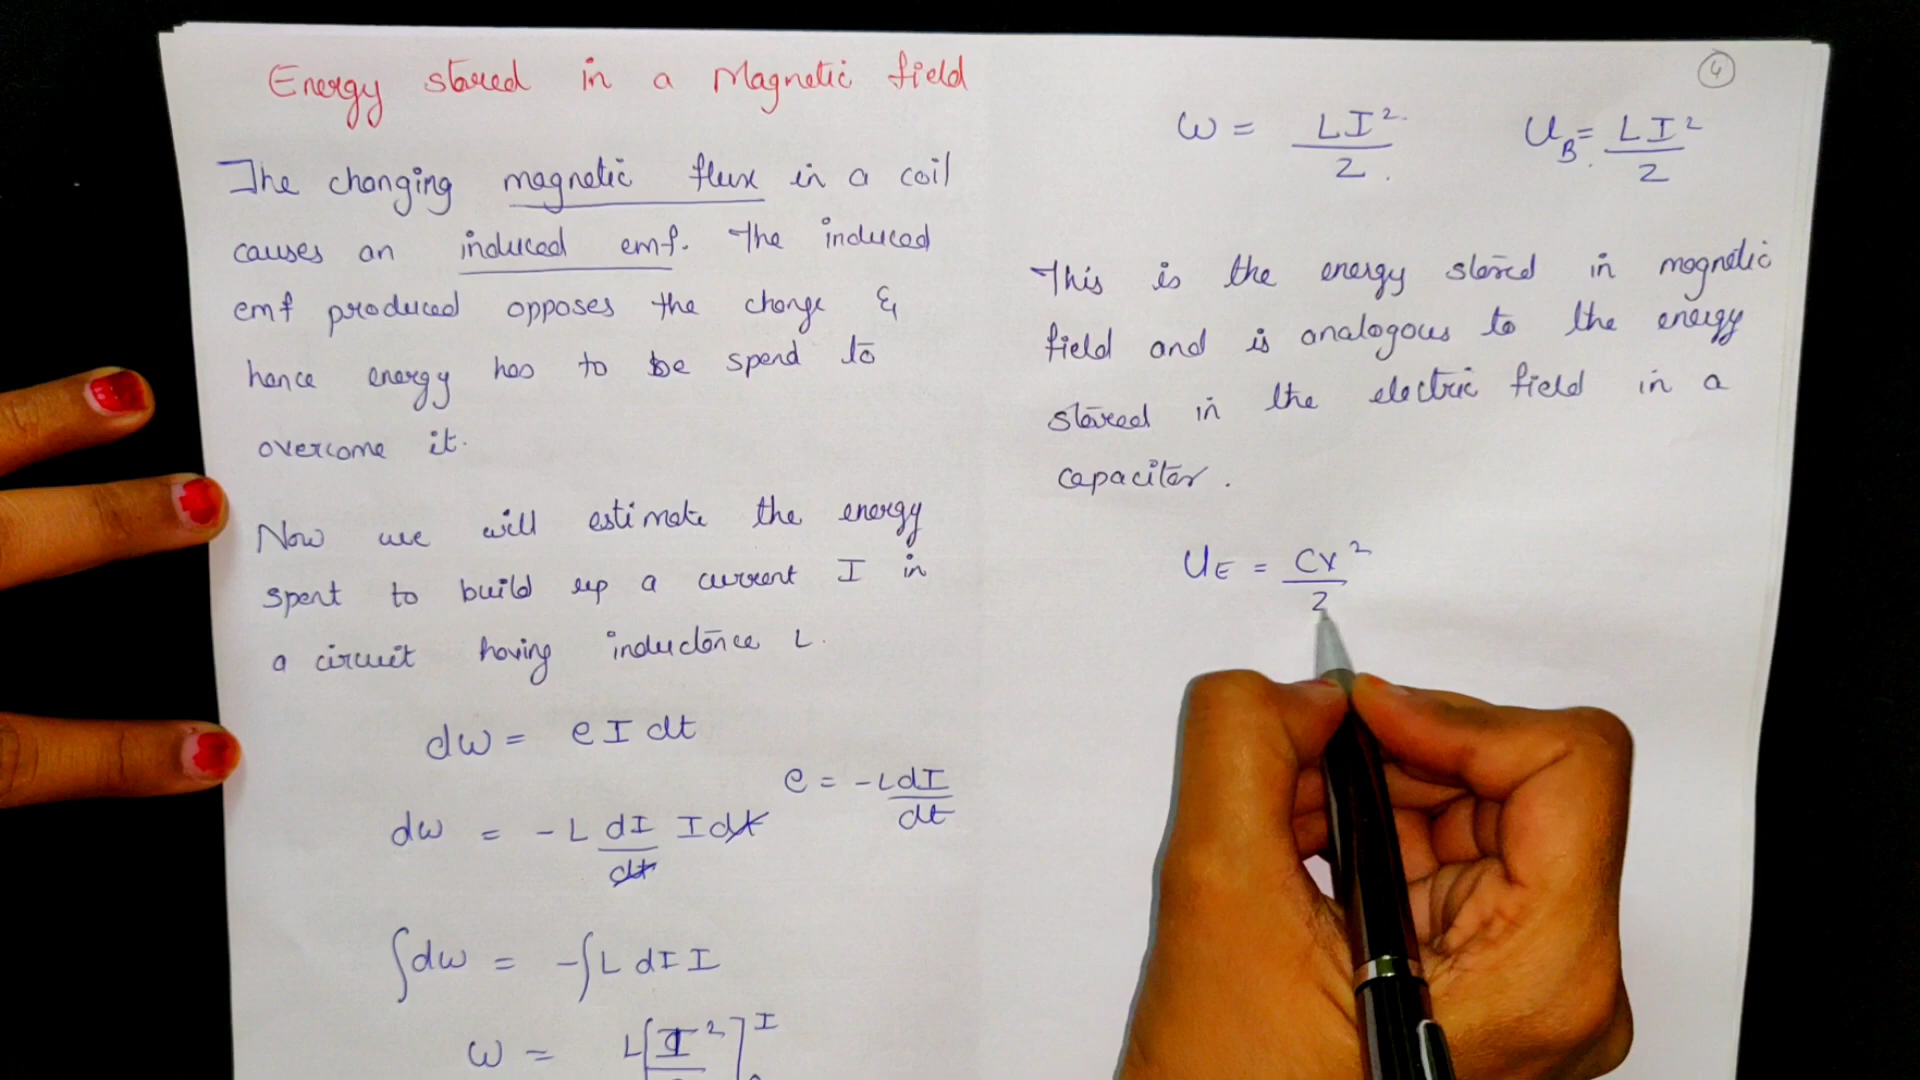 Energy stored in a Magnetic field
The changing magnetic flux in a coil
causes an induced emf. The induced
emf produced opposes the change &
hence energy has to be spend to
overcome it.
Now we will estimate the energy
spent to build up a current I in
a circuit having inductance L.
dw = e I dt
e = -L dI/dt
dw = -L dI/dt I dt
∫dw = -∫L dI I
w = L[I²
I
4
w = LI²/2 U_B = LI²/2
This is the energy stored in magnetic
field and is analogous to the energy
stored in the electric field in a
capacitor.
U_E = CV²/2